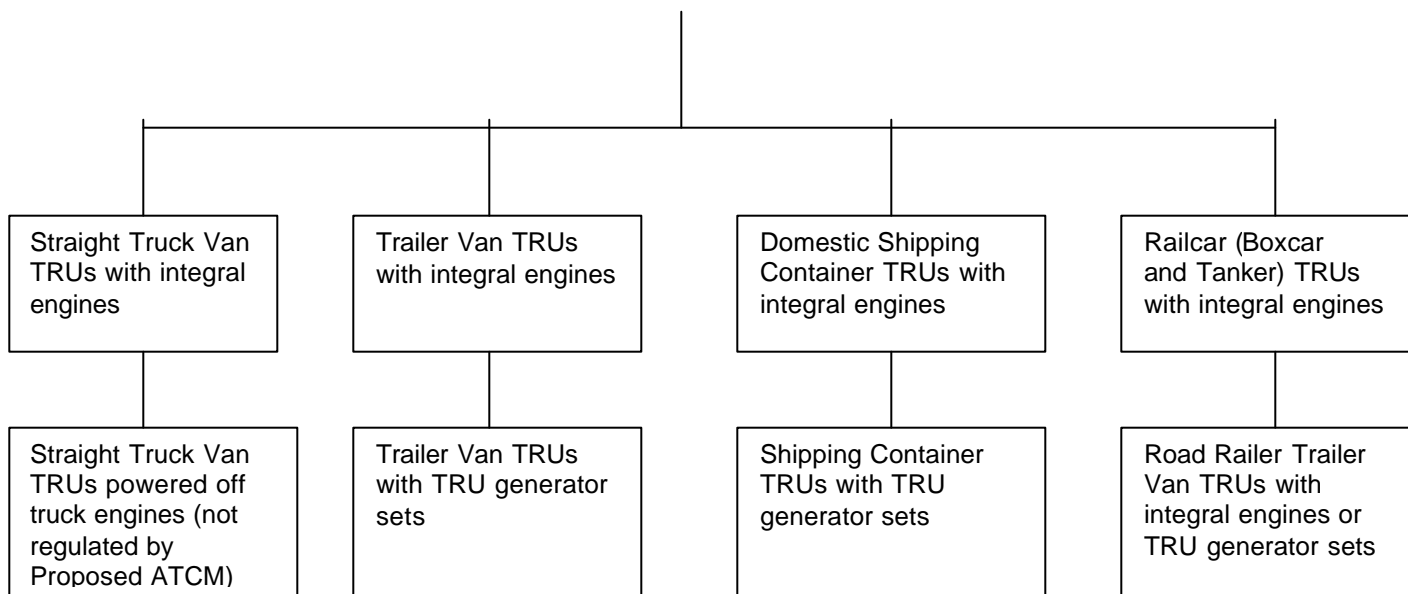 Straight Truck Van
TRUs with integral
engines
Trailer Van TRUs
with integral engines
Domestic Shipping
Container TRUs with
integral engines
Railcar (Boxcar
and Tanker) TRUs
with integral engines
Straight Truck Van
TRUs powered off
truck engines (not
regulated by
Proposed ATCM)
Trailer Van TRUs
with TRU generator
sets
Shipping Container
TRUs with TRU
generator sets
Road Railer Trailer
Van TRUs with
integral engines or
TRU generator sets